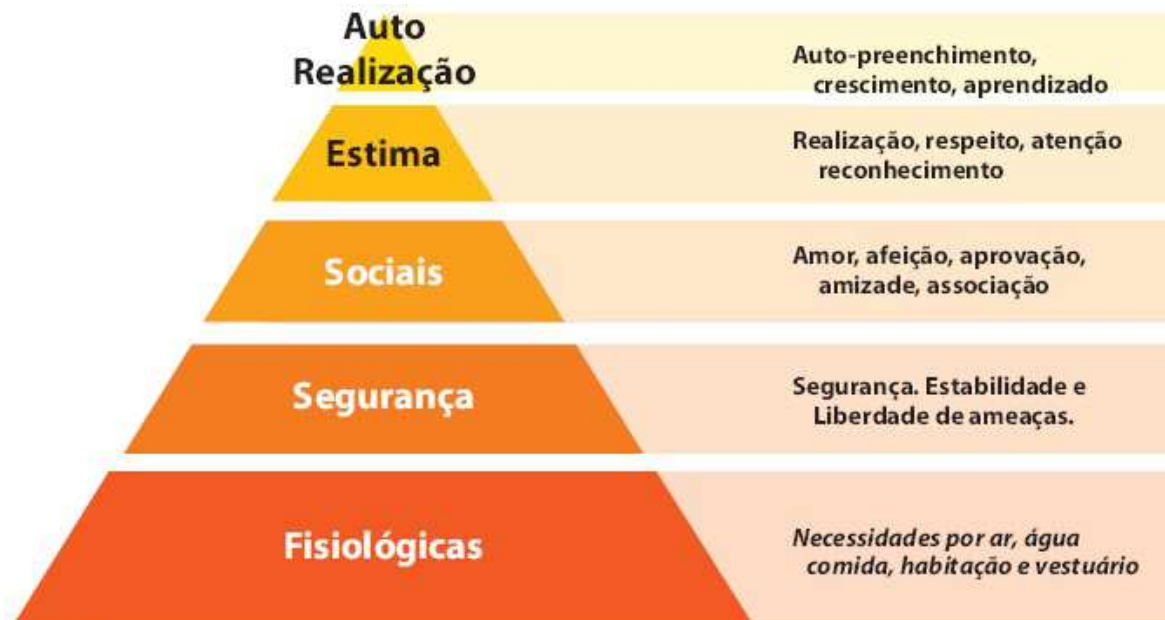 Auto
Realização
Auto-preenchimento,
crescimento, aprendizado
Estima
Realização, respeito, atenção
reconhecimento
Sociais
Amor, afeição, aprovação,
amizade, associação
Segurança
Segurança. Estabilidade e
Liberdade de ameaças.
Fisiológicas
Necessidades por ar, água
comida, habitação e vestuário